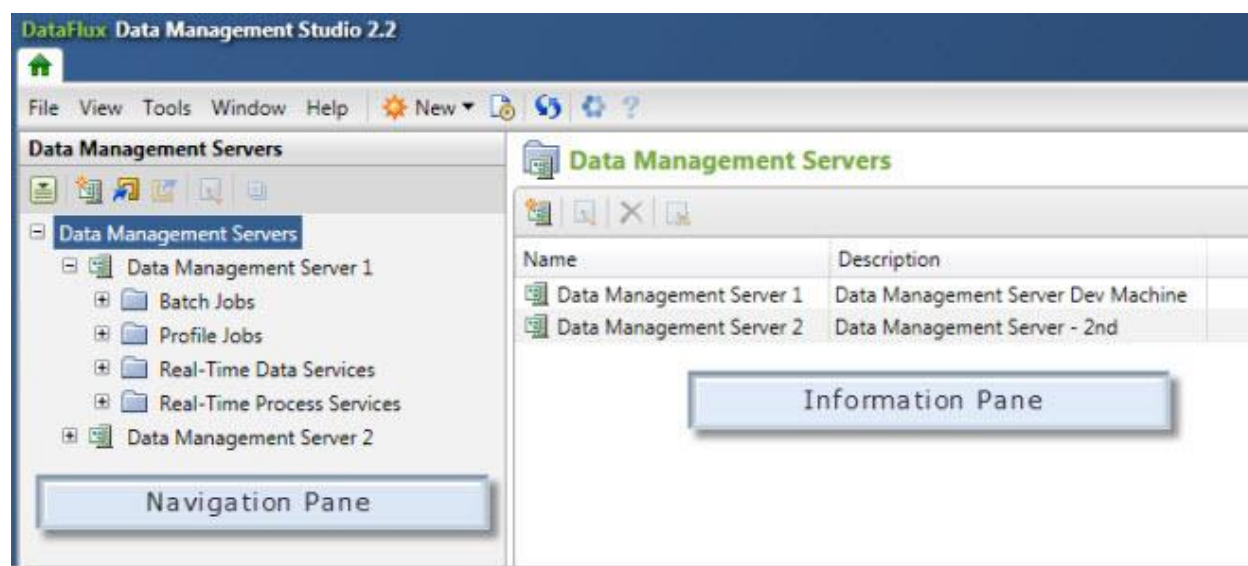 DataFlux Data Management Studio 2.2
File View Tools Window Help New
Data Management Servers
Data Management Servers
Data Management Server 1
Batch Jobs
Profile Jobs
Real-Time Data Services
Real-Time Process Services
Data Management Server 2
Navigation Pane
Data Management Servers
Name Description
Data Management Server 1 Data Management Server Dev Machine
Data Management Server 2 Data Management Server - 2nd
Information Pane